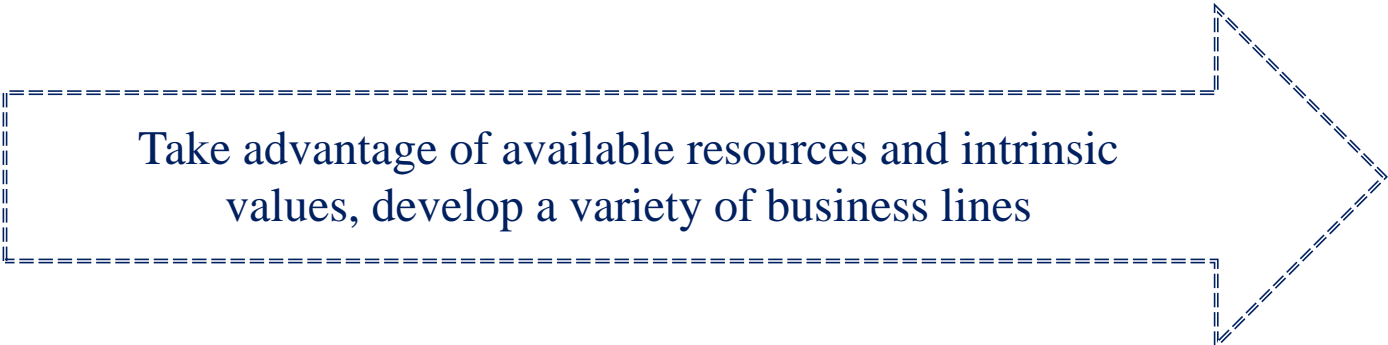 Take advantage of available resources and intrinsic
values, develop a variety of business lines